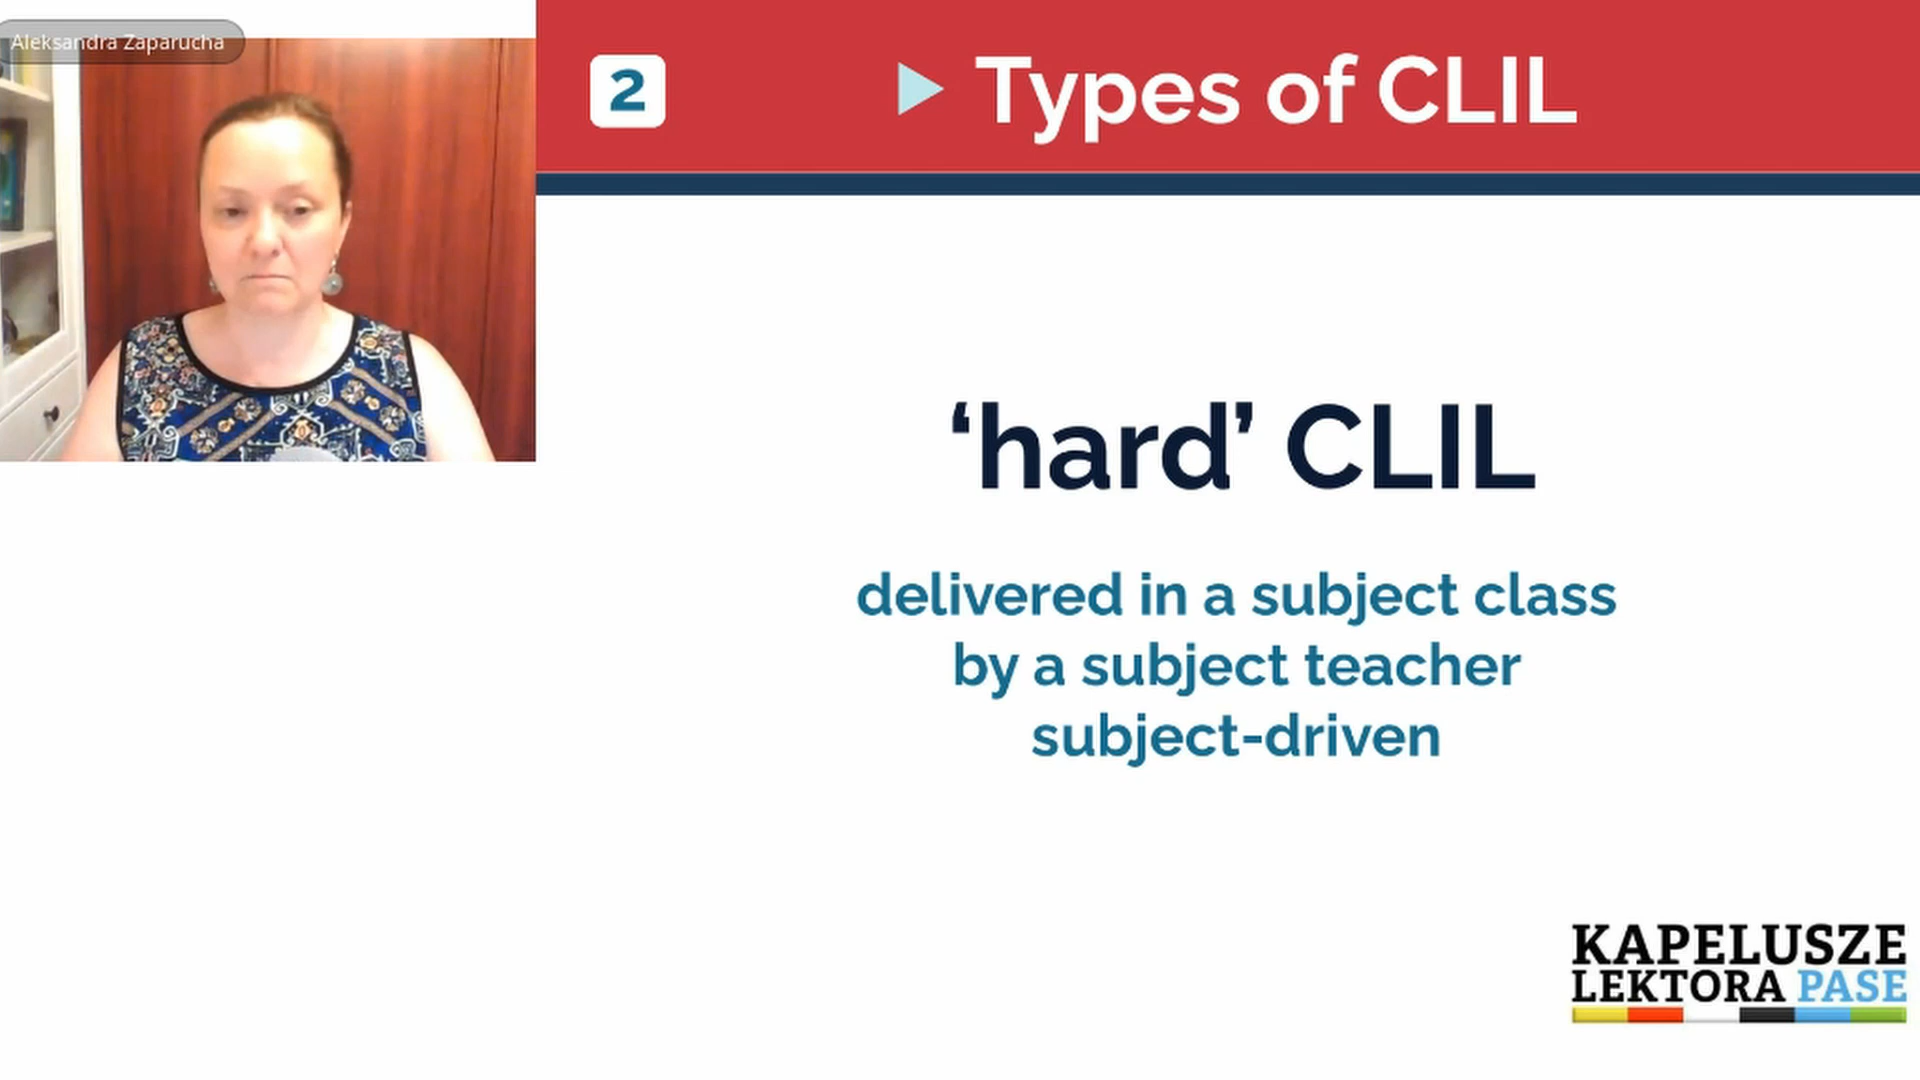 Aleksandra Zaparucha
2
Types of CLIL
‘hard’ CLIL
delivered in a subject class
by a subject teacher
subject-driven
KAPELUSZE
LEKTORA PASE